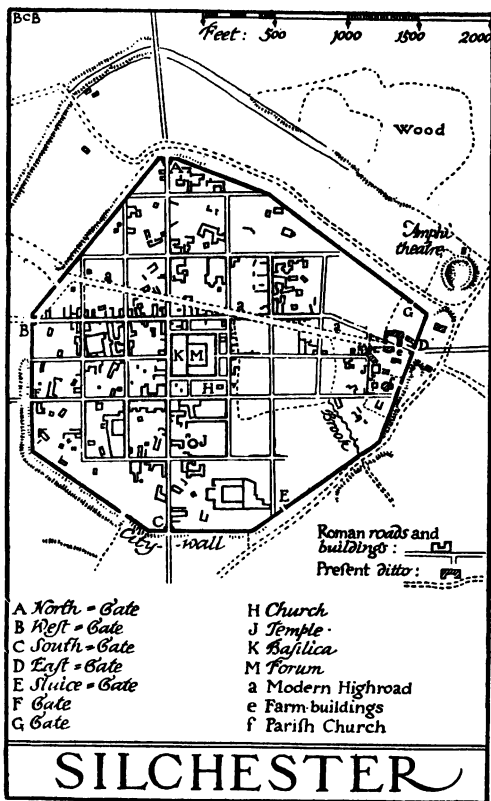 BCB
Feet: 500 1000 1500 2000
Wood
Amphi
theatre
A
a
G
B
a
a
D
K M
H
F
Brook
J
E
C
City-wall
Roman roads and
buildings:
Present ditto:
A North=Gate
B West=Gate
C South=Gate
D East=Gate
E Sluice=Gate
F Gate
G Gate
H Church
J Temple.
K Basilica
M Forum
a Modern Highroad
e Farm-buildings
f Parish Church
SILCHESTER